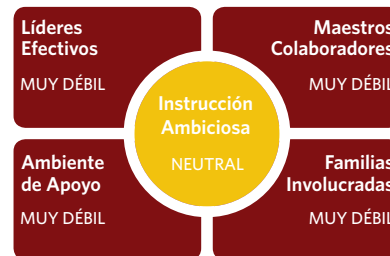 Líderes
Efectivos
MUY DÉBIL
Maestros
Colaboradores
MUY DÉBIL
Instrucción
Ambiciosa
NEUTRAL
Ambiente
de Apoyo
MUY DÉBIL
Familias
Involucradas
MUY DÉBIL